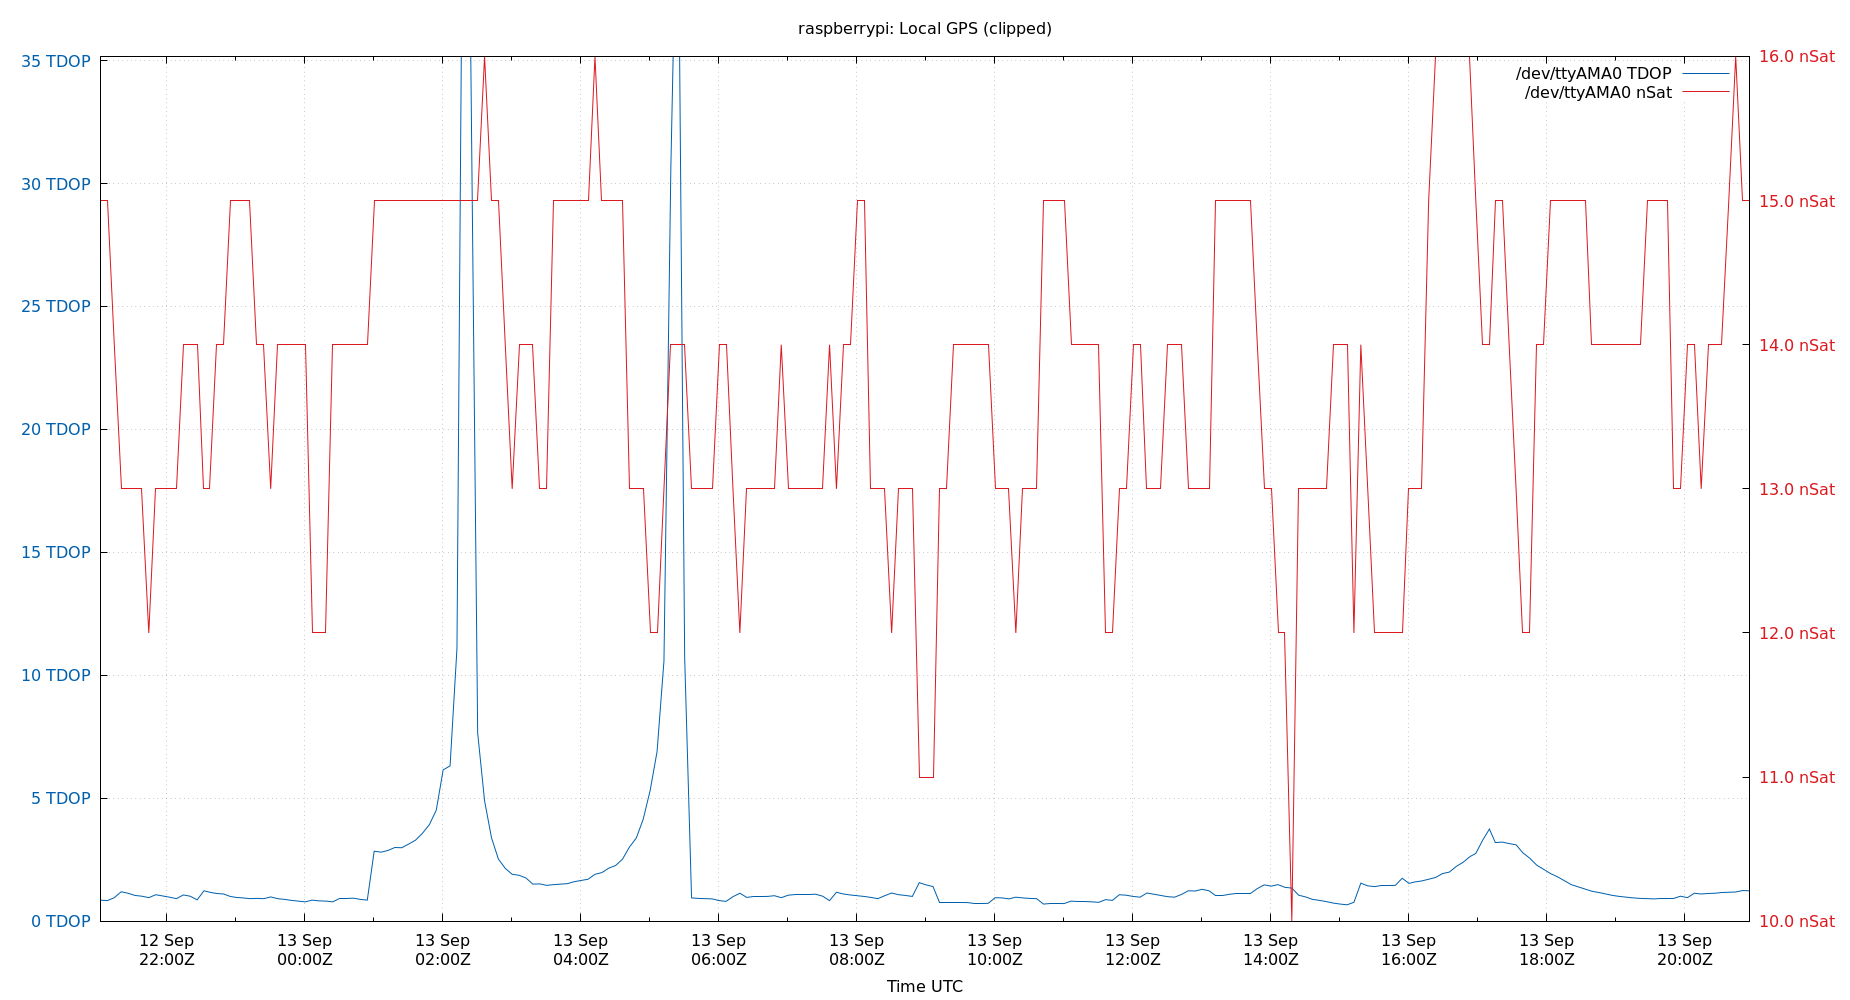 raspberrypi: Local GPS (clipped)
/dev/ttyAMA0 TDOP
/dev/ttyAMA0 nSat
35 TDOP
30 TDOP
25 TDOP
20 TDOP
15 TDOP
10 TDOP
5 TDOP
0 TDOP
16.0 nSat
15.0 nSat
14.0 nSat
13.0 nSat
12.0 nSat
11.0 nSat
10.0 nSat
12 Sep
22:00Z
13 Sep
00:00Z
13 Sep
02:00Z
13 Sep
04:00Z
13 Sep
06:00Z
13 Sep
08:00Z
13 Sep
10:00Z
13 Sep
12:00Z
13 Sep
14:00Z
13 Sep
16:00Z
13 Sep
18:00Z
13 Sep
20:00Z
Time UTC